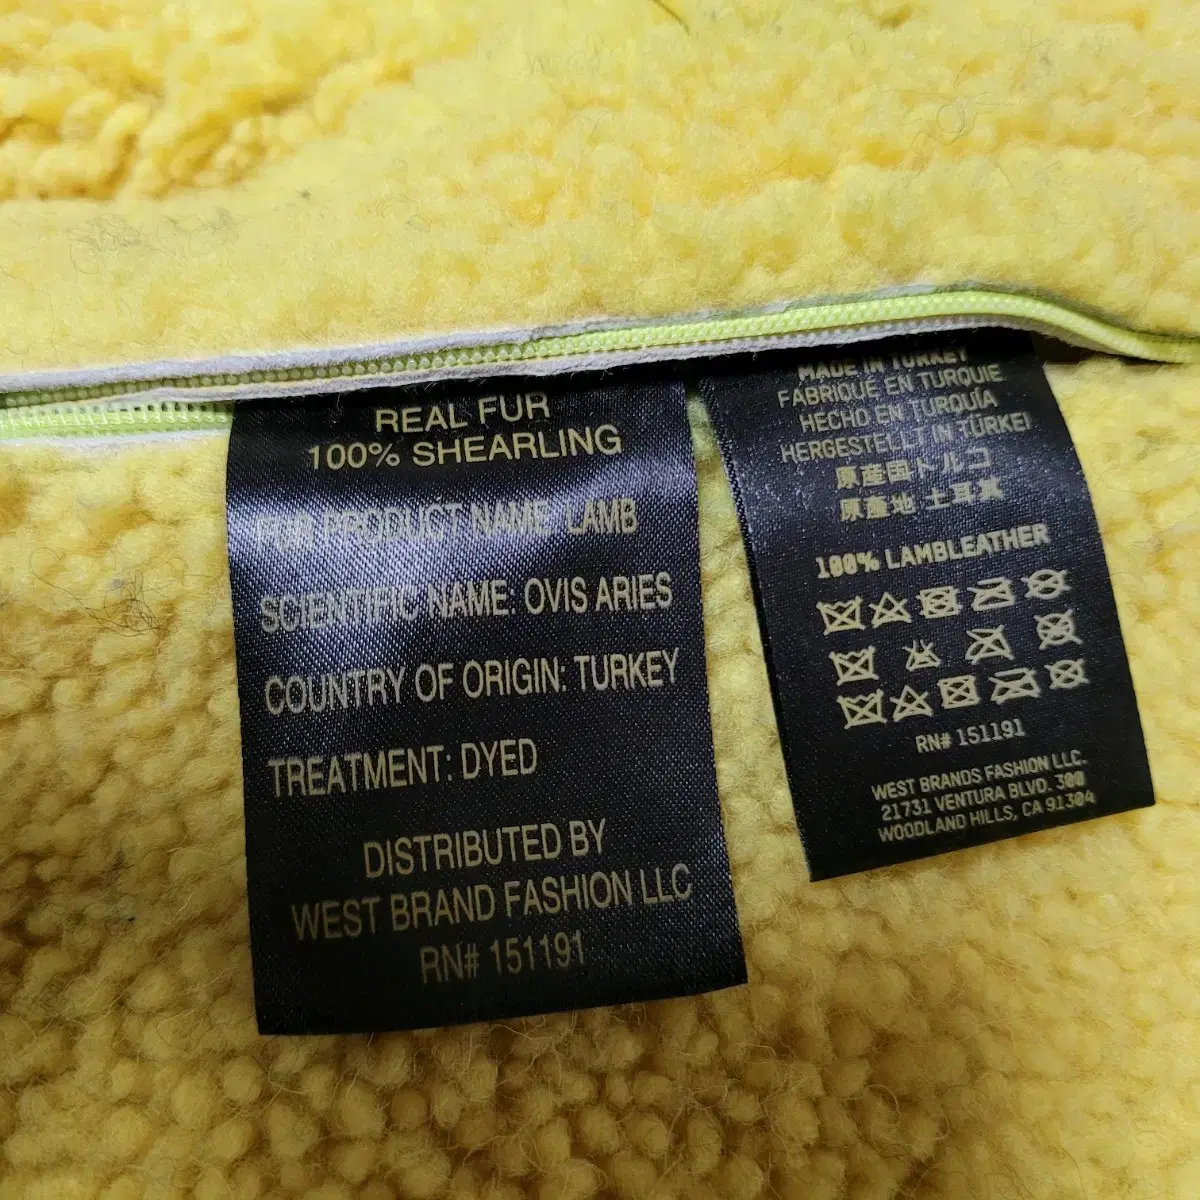 REAL FUR
100% SHEARLING
FUR PRODUCT NAME: LAMB
SCIENTIFIC NAME: OVIS ARIES
COUNTRY OF ORIGIN: TURKEY
TREATMENT: DYED
DISTRIBUTED BY
WEST BRAND FASHION LLC
RN# 151191
MADE IN TURKEY
FABRIQUÉ EN TURQUIE
HECHO EN TURQUÍA
HERGESTELLT IN TÜRKEI
原産国トルコ
原產地 土耳其
100% LAMBLEATHER
RN# 151191
WEST BRANDS FASHION LLC.
21731 VENTURA BLVD. 300
WOODLAND HILLS, CA 91304